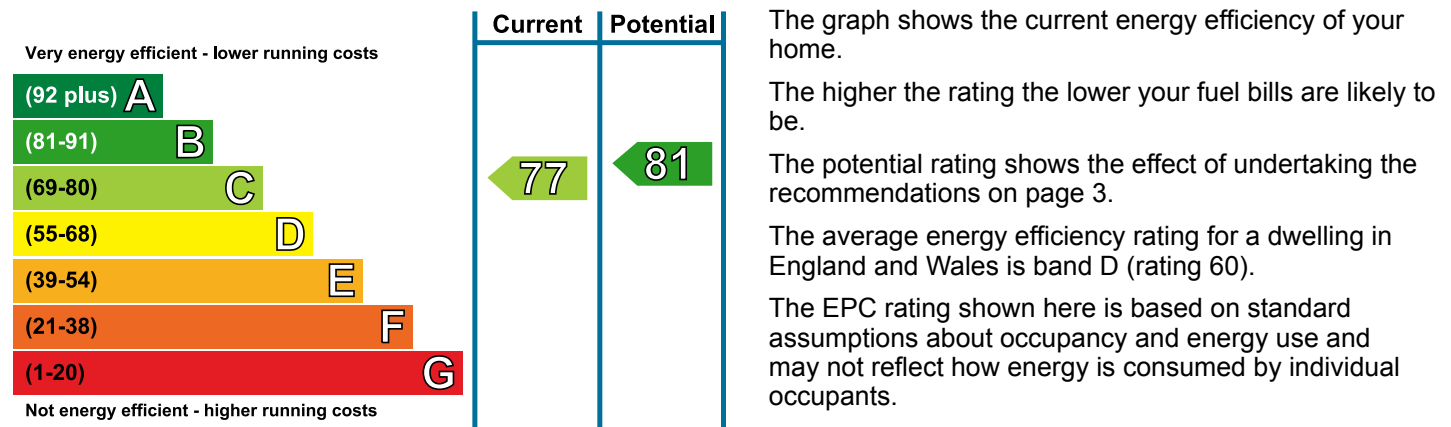 Current Potential
Very energy efficient - lower running costs
(92 plus) A
(81-91) B
(69-80) C
(55-68) D
(39-54) E
(21-38) F
(1-20) G
Not energy efficient - higher running costs
77
81
The graph shows the current energy efficiency of your
home.
The higher the rating the lower your fuel bills are likely to
be.
The potential rating shows the effect of undertaking the
recommendations on page 3.
The average energy efficiency rating for a dwelling in
England and Wales is band D (rating 60).
The EPC rating shown here is based on standard
assumptions about occupancy and energy use and
may not reflect how energy is consumed by individual
occupants.